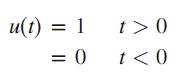 u(t) = 1 t > 0
= 0 t < 0